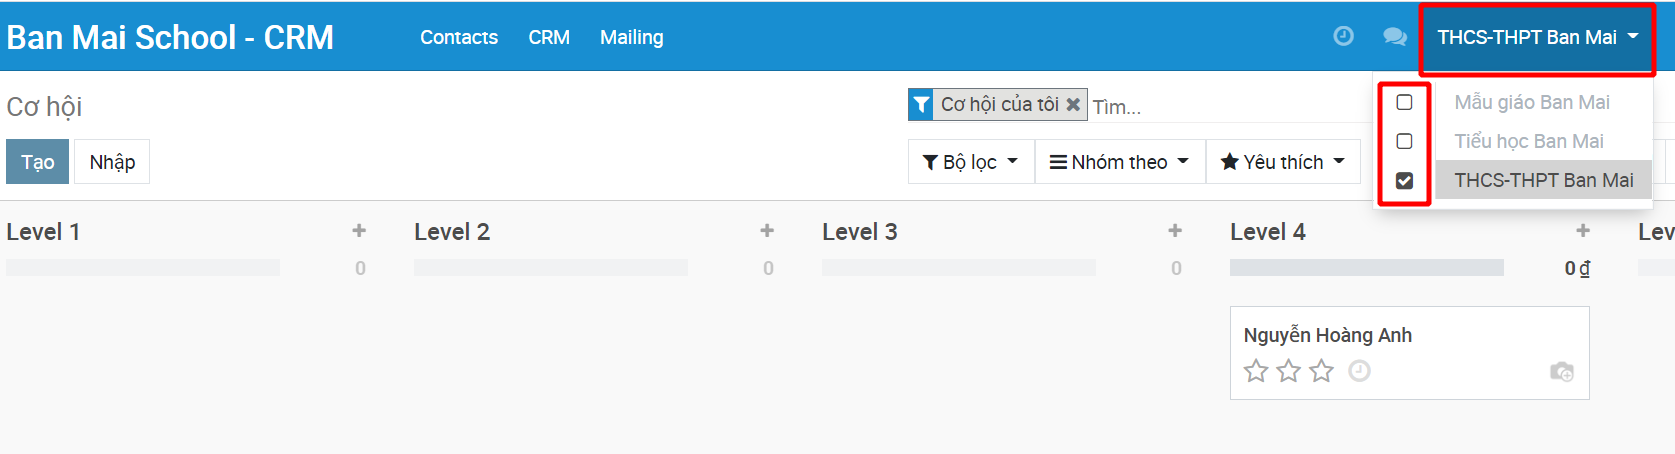 Ban Mai School - CRM Contacts CRM Mailing THCS-THPT Ban Mai
Cơ hội
Cơ hội của tôi Tìm...
Mẫu giáo Ban Mai
Tiểu học Ban Mai
THCS-THPT Ban Mai
Tạo Nhập
Bộ lọc Nhóm theo Yêu thích
Level 1 + Level 2 + Level 3 + Level 4 + Lev
0 0 0 0 ₫
Nguyễn Hoàng Anh